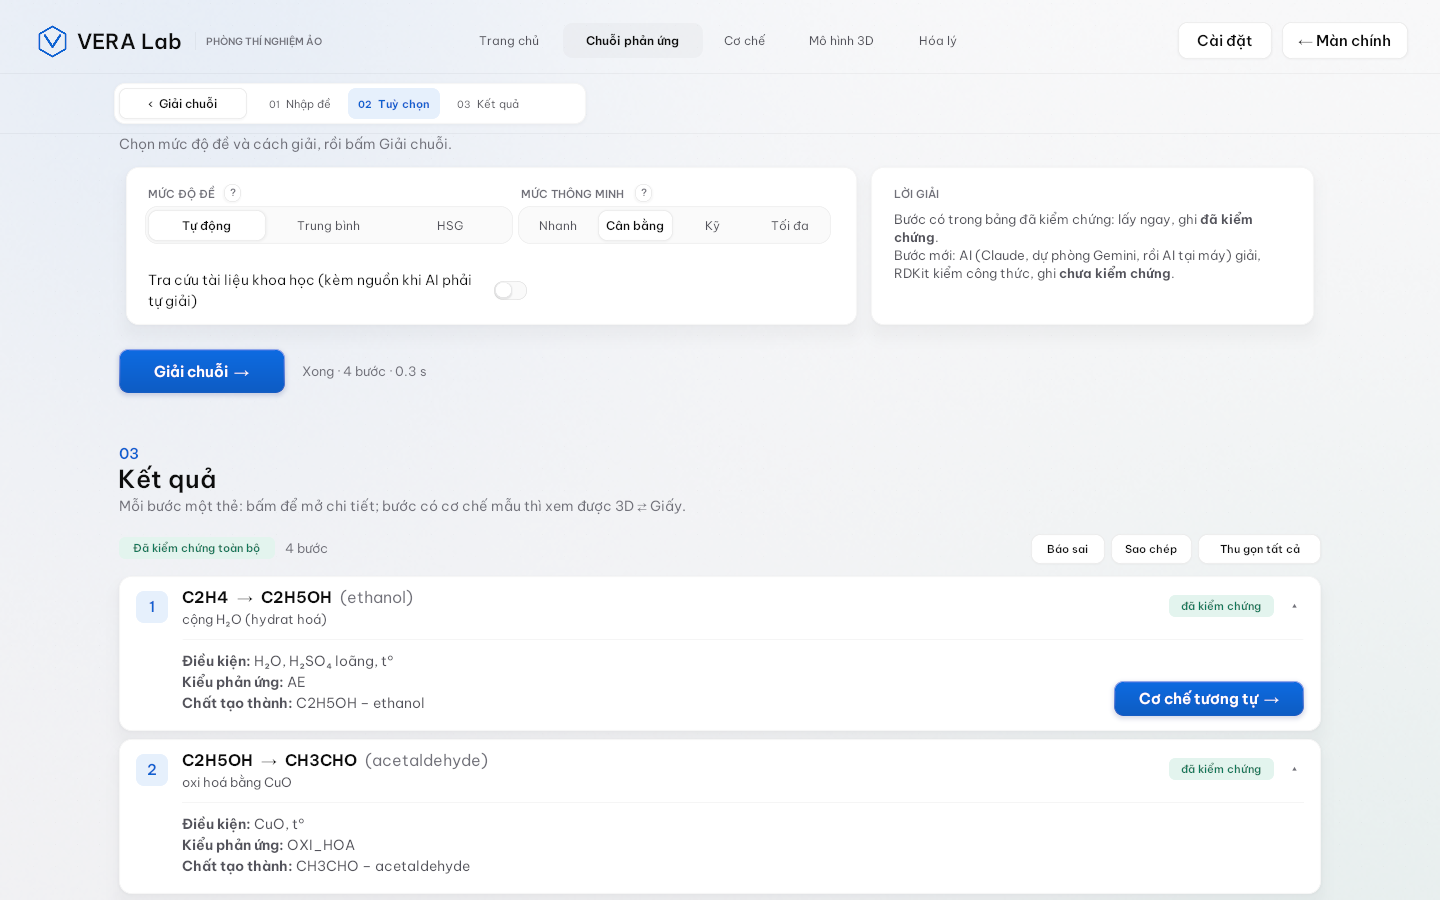 VERA Lab
PHÒNG THÍ NGHIỆM ẢO
Trang chủ
Chuỗi phản ứng
Cơ chế
Mô hình 3D
Hóa lý
Cài đặt
← Màn chính
‹ Giải chuỗi
01 Nhập đề
02 Tuỳ chọn
03 Kết quả
Chọn mức độ đề và cách giải, rồi bấm Giải chuỗi.
MỨC ĐỘ ĐỀ ?
Tự động
Trung bình
HSG
MỨC THÔNG MINH ?
Nhanh
Cân bằng
Kỹ
Tối đa
Tra cứu tài liệu khoa học (kèm nguồn khi AI phải
tự giải)
LỜI GIẢI
Bước có trong bảng đã kiểm chứng: lấy ngay, ghi đã kiểm
chứng.
Bước mới: AI (Claude, dự phòng Gemini, rồi AI tại máy) giải,
RDKit kiểm công thức, ghi chưa kiểm chứng.
Giải chuỗi →
Xong · 4 bước · 0.3 s
03
Kết quả
Mỗi bước một thẻ: bấm để mở chi tiết; bước có cơ chế mẫu thì xem được 3D ⇄ Giấy.
Đã kiểm chứng toàn bộ
4 bước
Báo sai
Sao chép
Thu gọn tất cả
1
C2H4 → C2H5OH (ethanol)
cộng H₂O (hydrat hoá)
đã kiểm chứng
Điều kiện: H₂O, H₂SO₄ loãng, t°
Kiểu phản ứng: AE
Chất tạo thành: C2H5OH – ethanol
Cơ chế tương tự →
2
C2H5OH → CH3CHO (acetaldehyde)
oxi hoá bằng CuO
đã kiểm chứng
Điều kiện: CuO, t°
Kiểu phản ứng: OXI_HOA
Chất tạo thành: CH3CHO – acetaldehyde